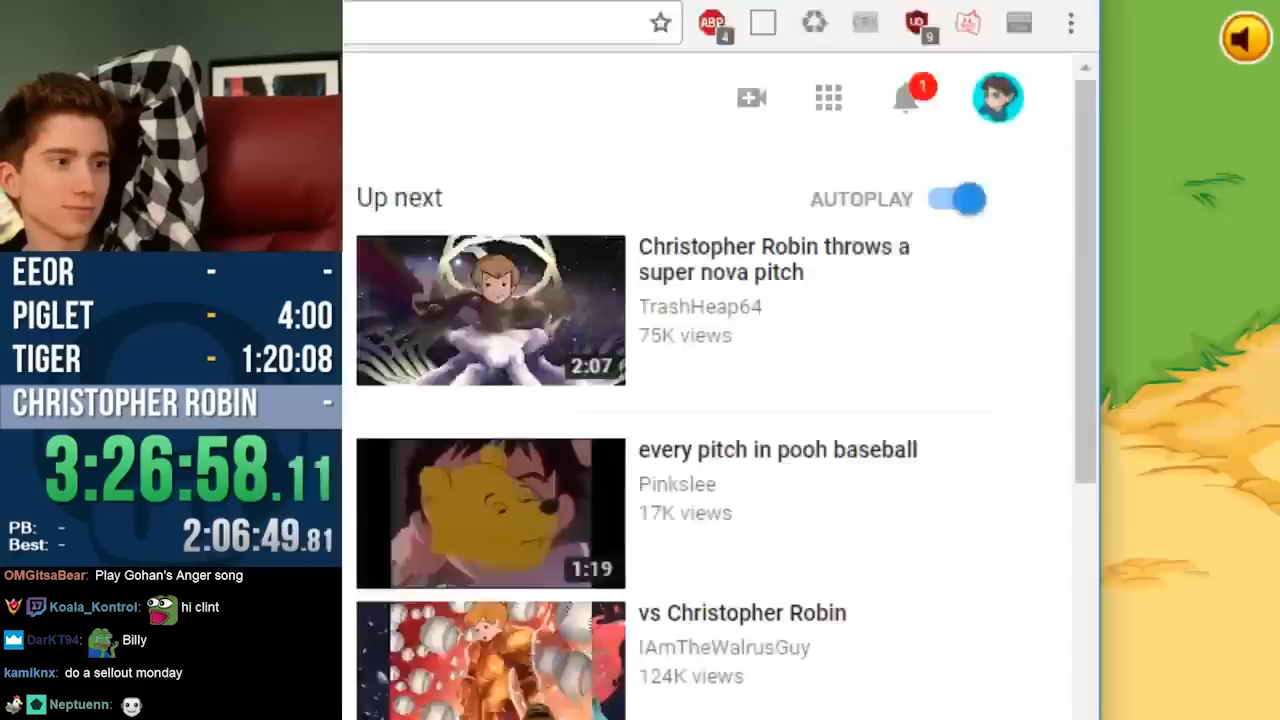 ABP
4
UD
9
1
Up next
AUTOPLAY
Christopher Robin throws a
super nova pitch
TrashHeap64
75K views
2:07
every pitch in pooh baseball
Pinkslee
17K views
1:19
vs Christopher Robin
IAmTheWalrusGuy
124K views
EEOR - -
PIGLET - 4:00
TIGER - 1:20:08
CHRISTOPHER ROBIN -
3:26:58.11
PB: -
Best: -
2:06:49.81
OMGitsaBear: Play Gohan's Anger song
Koala_Kontrol: hi clint
DarKT94: Billy
kamiknx: do a sellout monday
Neptuenn: